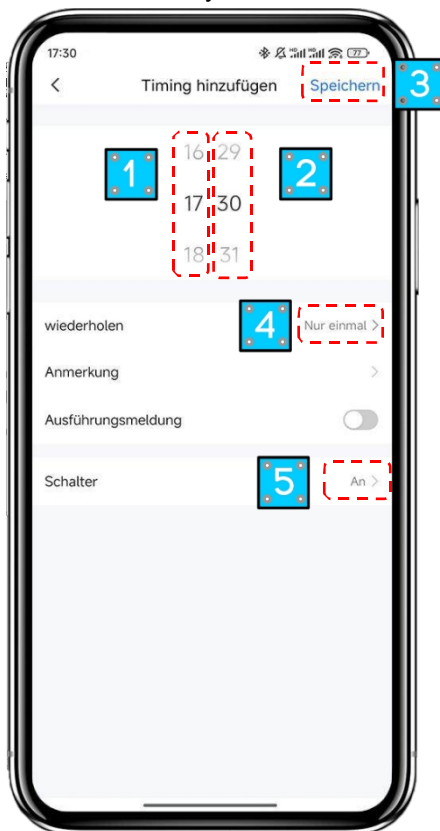 17:30 77
Timing hinzufügen Speichern 3
16 29
1 2
17 30
18 31
wiederholen 4 Nur einmal
Anmerkung
Ausführungsmeldung
Schalter 5 An